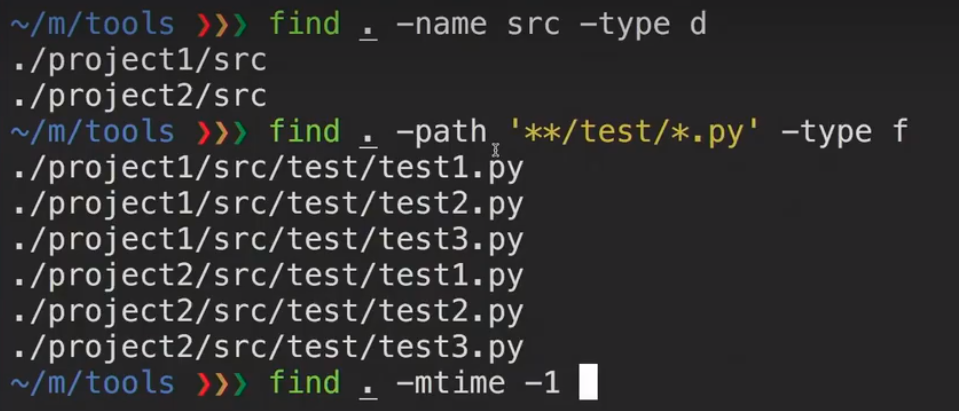 ~/m/tools ❯❯❯ find . -name src -type d
./project1/src
./project2/src
~/m/tools ❯❯❯ find . -path '**/test/*.py' -type f
./project1/src/test/test1.py
./project1/src/test/test2.py
./project1/src/test/test3.py
./project2/src/test/test1.py
./project2/src/test/test2.py
./project2/src/test/test3.py
~/m/tools ❯❯❯ find . -mtime -1